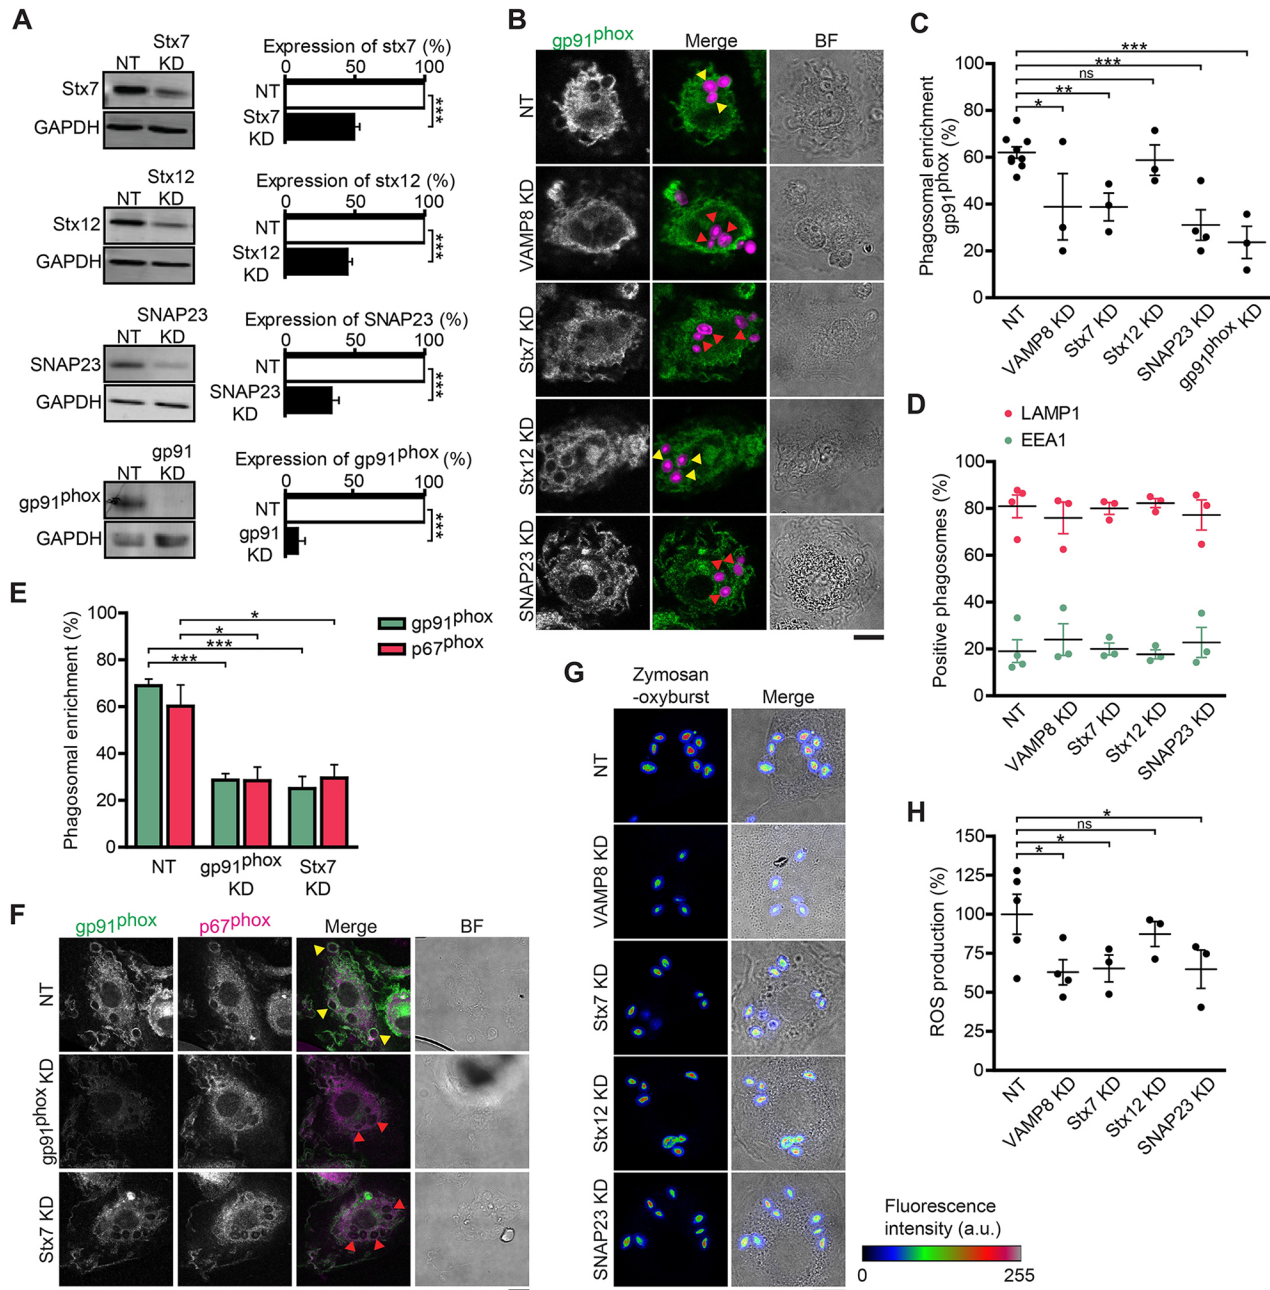 A
Stx7
NT KD
Stx7
GAPDH
Expression of stx7 (%)
0 50 100
NT
Stx7
KD
***
Stx12
NT KD
Stx12
GAPDH
Expression of stx12 (%)
0 50 100
NT
Stx12
KD
***
SNAP23
NT KD
SNAP23
GAPDH
Expression of SNAP23 (%)
0 50 100
NT
SNAP23
KD
***
gp91
NT KD
gp91phox
GAPDH
Expression of gp91phox (%)
0 50 100
NT
gp91
KD
***
B
gp91phox Merge BF
NT
VAMP8 KD
Stx7 KD
Stx12 KD
SNAP23 KD
C
Phagosomal enrichment
gp91phox (%)
100
80
60
40
20
0
***
***
ns
**
*
NT
VAMP8 KD
Stx7 KD
Stx12 KD
SNAP23 KD
gp91phox KD
D
LAMP1
EEA1
Positive phagosomes (%)
100
80
60
40
20
0
NT
VAMP8 KD
Stx7 KD
Stx12 KD
SNAP23 KD
E
Phagosomal enrichment (%)
100
80
60
40
20
0
*
*
***
***
gp91phox
p67phox
NT
gp91phox
KD
Stx7
KD
F
gp91phox p67phox Merge BF
NT
gp91phox KD
Stx7 KD
G
Zymosan
-oxyburst Merge
NT
VAMP8 KD
Stx7 KD
Stx12 KD
SNAP23 KD
Fluorescence
intensity (a.u.)
0 255
H
ROS production (%)
150
125
100
75
50
25
0
*
ns
*
*
NT
VAMP8 KD
Stx7 KD
Stx12 KD
SNAP23 KD